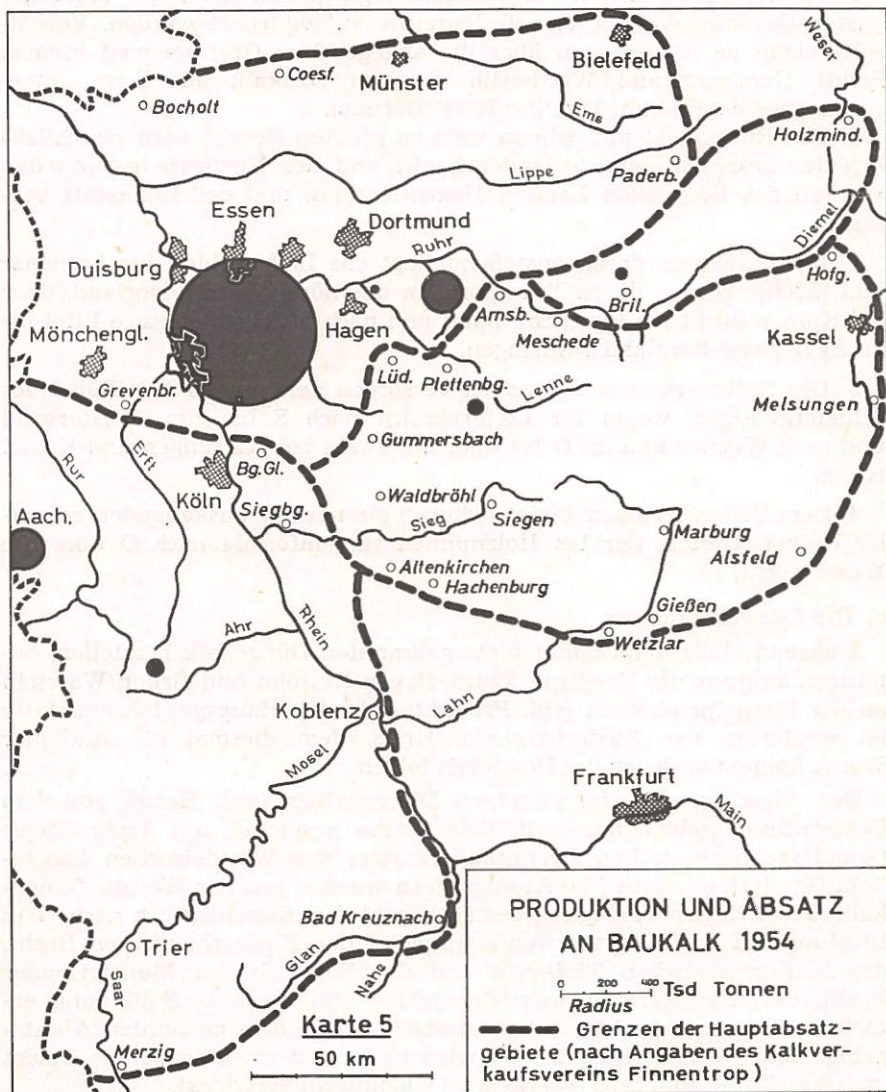 Weser
Bielefeld
Coesf.
Münster
Bocholt
Ems
Holzmind.
Lippe
Paderb.
Essen
Dortmund
Ruhr
Diemel
Duisburg
Hofg.
Arnsb.
Bril.
Hagen
Meschede
Kassel
Mönchengl.
Lüd.
Plettenbg.
Lenne
Melsungen
Grevenbr.
Gummersbach
Rur
Erft
Bg.Gl.
Köln
Waldbröhl
Siegbg.
Sieg
Siegen
Marburg
Aach.
Alsfeld
Altenkirchen
Hachenburg
Gießen
Ahr
Rhein
Wetzlar
Lahn
Koblenz
Mosel
Frankfurt
Main
Bad Kreuznach
Trier
Glan
Nahe
Saar
Merzig
Karte 5
50 km
PRODUKTION UND ABSATZ
AN BAUKALK 1954
0 200 400 Tsd Tonnen
Radius
Grenzen der Hauptabsatz-
gebiete (nach Angaben des Kalkver-
kaufsvereins Finnentrop)